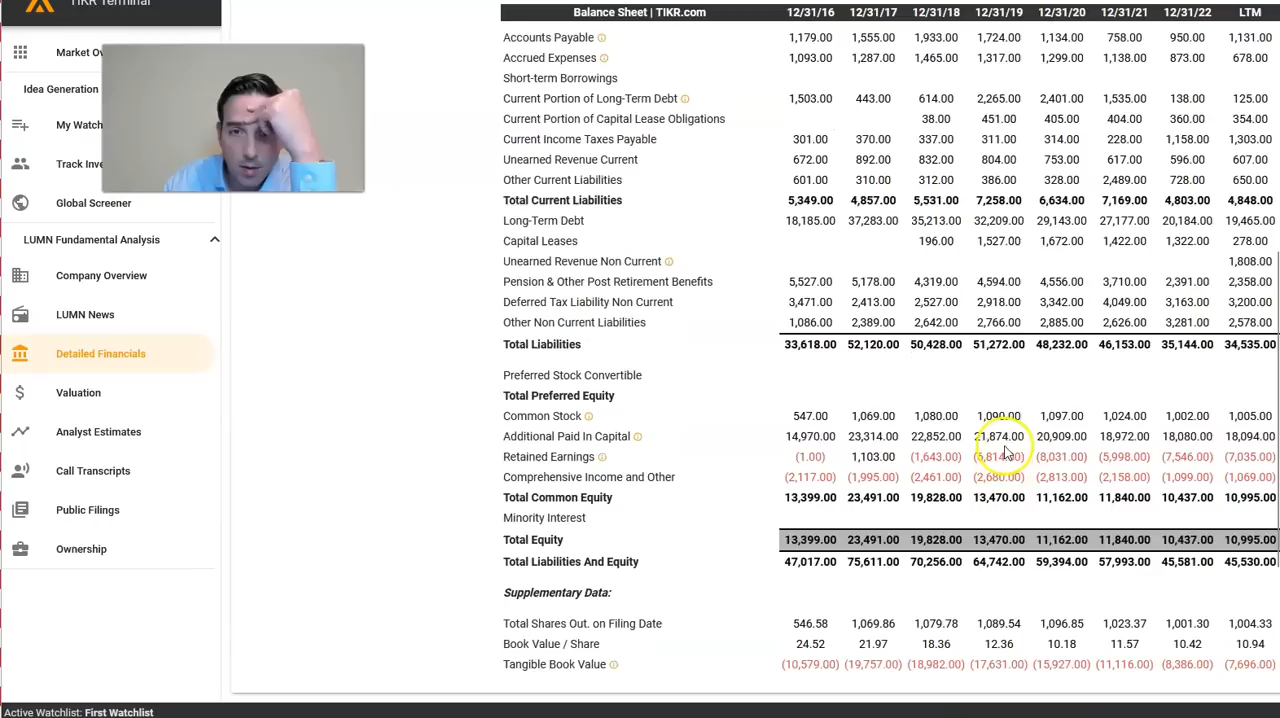 TIKR Terminal
Market Ov
Idea Generation
My Watch
Track Inve
Global Screener
LUMN Fundamental Analysis
Company Overview
LUMN News
Detailed Financials
Valuation
Analyst Estimates
Call Transcripts
Public Filings
Ownership
Balance Sheet | TIKR.com 12/31/16 12/31/17 12/31/18 12/31/19 12/31/20 12/31/21 12/31/22 LTM
Accounts Payable 1,179.00 1,555.00 1,933.00 1,724.00 1,134.00 758.00 950.00 1,131.00
Accrued Expenses 1,093.00 1,287.00 1,465.00 1,317.00 1,299.00 1,138.00 873.00 678.00
Short-term Borrowings
Current Portion of Long-Term Debt 1,503.00 443.00 614.00 2,265.00 2,401.00 1,535.00 138.00 125.00
Current Portion of Capital Lease Obligations 38.00 451.00 405.00 404.00 360.00 354.00
Current Income Taxes Payable 301.00 370.00 337.00 311.00 314.00 228.00 1,158.00 1,303.00
Unearned Revenue Current 672.00 892.00 832.00 804.00 753.00 617.00 596.00 607.00
Other Current Liabilities 601.00 310.00 312.00 386.00 328.00 2,489.00 728.00 650.00
Total Current Liabilities 5,349.00 4,857.00 5,531.00 7,258.00 6,634.00 7,169.00 4,803.00 4,848.00
Long-Term Debt 18,185.00 37,283.00 35,213.00 32,209.00 29,143.00 27,177.00 20,184.00 19,465.00
Capital Leases 196.00 1,527.00 1,672.00 1,422.00 1,322.00 278.00
Unearned Revenue Non Current 1,808.00
Pension & Other Post Retirement Benefits 5,527.00 5,178.00 4,319.00 4,594.00 4,556.00 3,710.00 2,391.00 2,358.00
Deferred Tax Liability Non Current 3,471.00 2,413.00 2,527.00 2,918.00 3,342.00 4,049.00 3,163.00 3,200.00
Other Non Current Liabilities 1,086.00 2,389.00 2,642.00 2,766.00 2,885.00 2,626.00 3,281.00 2,578.00
Total Liabilities 33,618.00 52,120.00 50,428.00 51,272.00 48,232.00 46,153.00 35,144.00 34,535.00
Preferred Stock Convertible
Total Preferred Equity
Common Stock 547.00 1,069.00 1,080.00 1,090.00 1,097.00 1,024.00 1,002.00 1,005.00
Additional Paid In Capital 14,970.00 23,314.00 22,852.00 21,874.00 20,909.00 18,972.00 18,080.00 18,094.00
Retained Earnings (1.00) 1,103.00 (1,643.00) (5,814.00) (8,031.00) (5,998.00) (7,546.00) (7,035.00)
Comprehensive Income and Other (2,117.00) (1,995.00) (2,461.00) (2,680.00) (2,813.00) (2,158.00) (1,099.00) (1,069.00)
Total Common Equity 13,399.00 23,491.00 19,828.00 13,470.00 11,162.00 11,840.00 10,437.00 10,995.00
Minority Interest
Total Equity 13,399.00 23,491.00 19,828.00 13,470.00 11,162.00 11,840.00 10,437.00 10,995.00
Total Liabilities And Equity 47,017.00 75,611.00 70,256.00 64,742.00 59,394.00 57,993.00 45,581.00 45,530.00
Supplementary Data:
Total Shares Out. on Filing Date 546.58 1,069.86 1,079.78 1,089.54 1,096.85 1,023.37 1,001.30 1,004.33
Book Value / Share 24.52 21.97 18.36 12.36 10.18 11.57 10.42 10.94
Tangible Book Value (10,579.00) (19,757.00) (18,982.00) (17,631.00) (15,927.00) (11,116.00) (8,386.00) (7,696.00)
Active Watchlist: First Watchlist